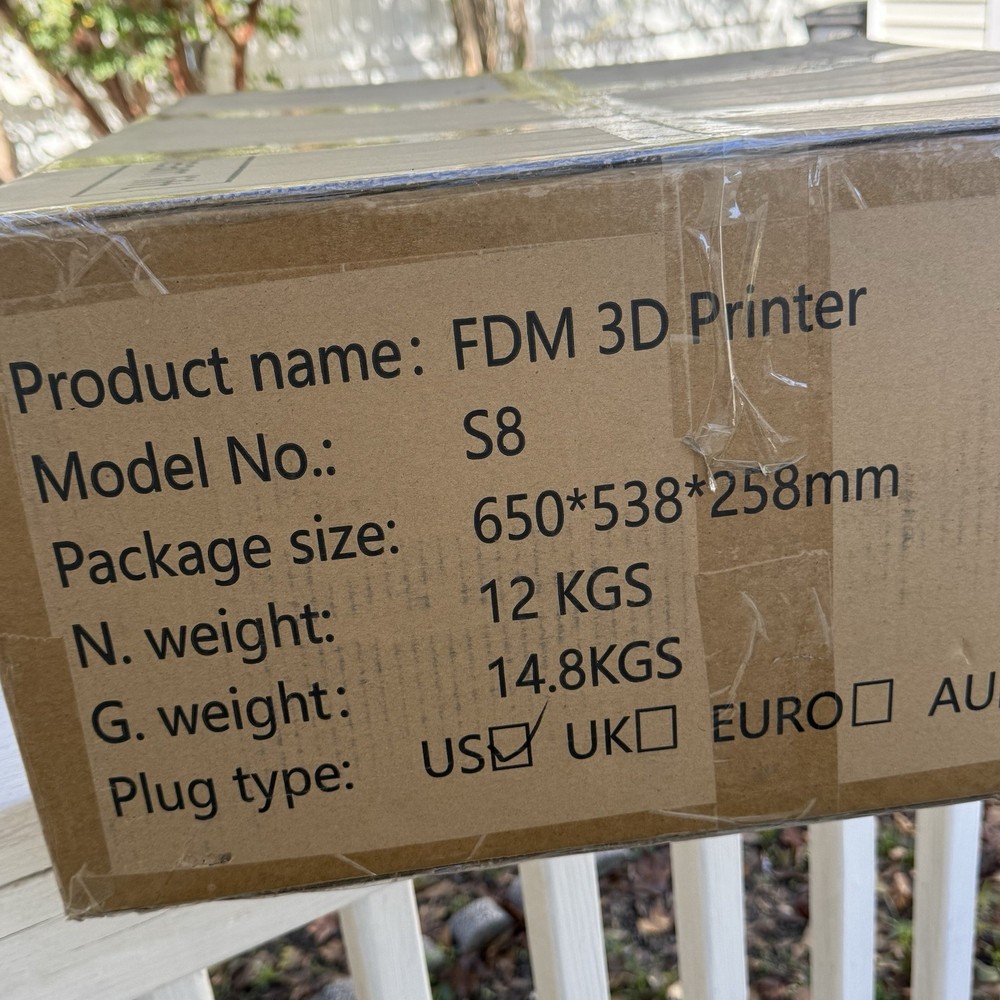 Product name: FDM 3D Printer
Model No.: S8
Package size: 650*538*258mm
N. weight: 12 KGS
G. weight: 14.8KGS
Plug type: US☑ UK☐ EURO☐ AU